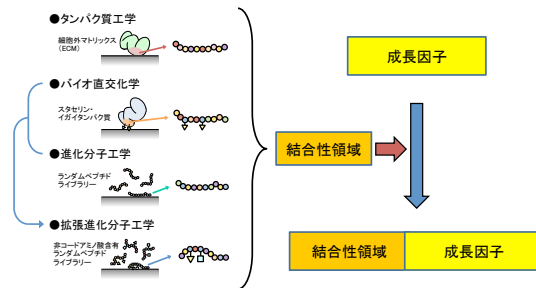 ●タンパク質工学
細胞外マトリックス
(ECM)
●バイオ直交化学
スタセリン・
イガイタンパク質
●進化分子工学
ランダムペプチド
ライブラリー
●拡張進化分子工学
非コードアミノ酸含有
ランダムペプチド
ライブラリー
結合性領域
成長因子
結合性領域
成長因子